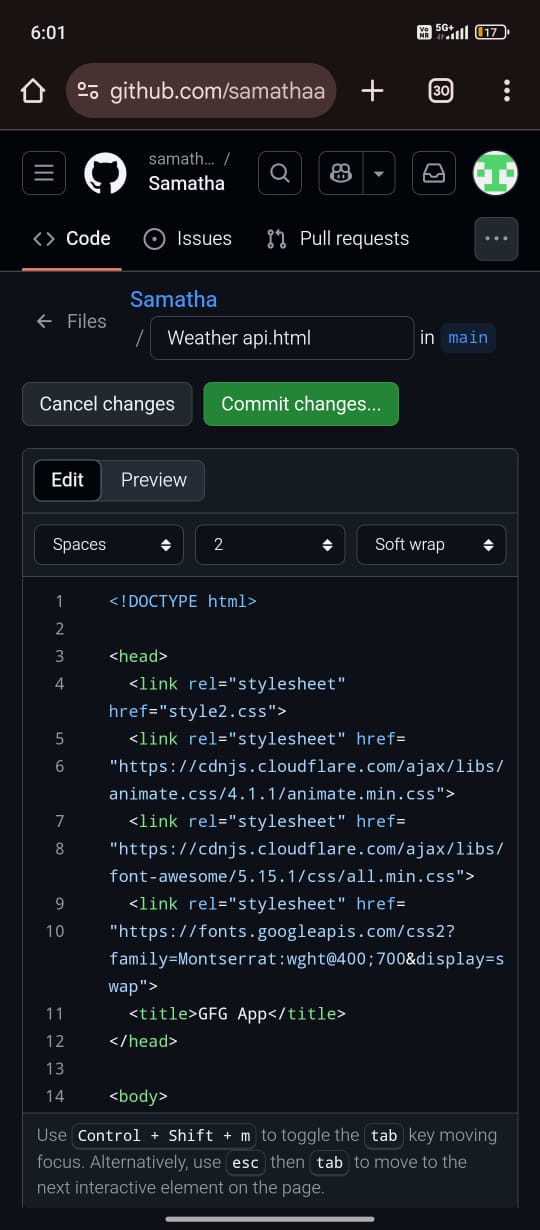 6:01
Vo NR 5G+ 17
github.com/samathaa
30
samath... /
Samatha
Code
Issues
Pull requests
Samatha
Files
/ Weather api.html in main
Cancel changes
Commit changes...
Edit
Preview
Spaces
2
Soft wrap
1 <!DOCTYPE html>
2
3 <head>
4 <link rel="stylesheet"
href="style2.css">
5 <link rel="stylesheet" href=
6 "https://cdnjs.cloudflare.com/ajax/libs/
animate.css/4.1.1/animate.min.css">
7 <link rel="stylesheet" href=
8 "https://cdnjs.cloudflare.com/ajax/libs/
font-awesome/5.15.1/css/all.min.css">
9 <link rel="stylesheet" href=
10 "https://fonts.googleapis.com/css2?
family=Montserrat:wght@400;700&display=s
wap">
11 <title>GFG App</title>
12 </head>
13
14 <body>
Use Control + Shift + m to toggle the tab key moving
focus. Alternatively, use esc then tab to move to the
next interactive element on the page.